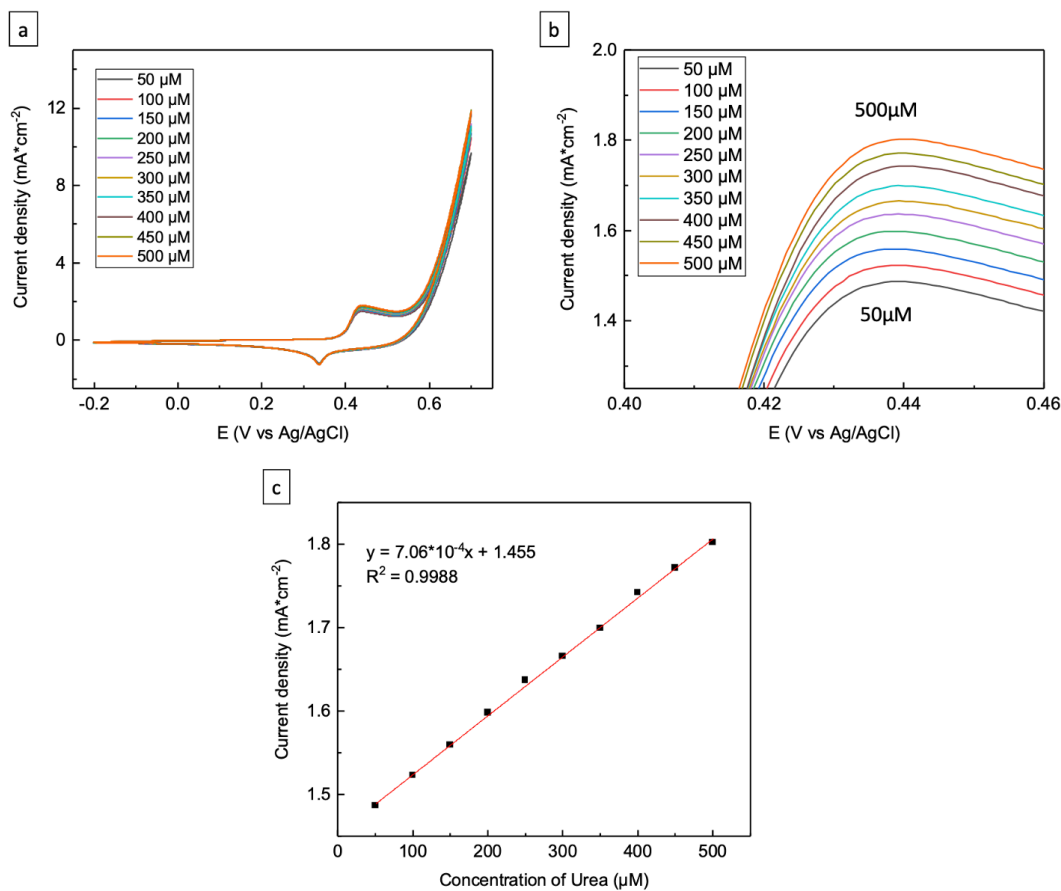 a
Current density (mA*cm-2)
12
8
4
0
50 µM
100 µM
150 µM
200 µM
250 µM
300 µM
350 µM
400 µM
450 µM
500 µM
-0.2
0.0
0.2
0.4
0.6
E (V vs Ag/AgCl)
b
Current density (mA*cm-2)
2.0
1.8
1.6
1.4
50 µM
100 µM
150 µM
200 µM
250 µM
300 µM
350 µM
400 µM
450 µM
500 µM
500µM
50µM
0.40
0.42
0.44
0.46
E (V vs Ag/AgCl)
c
Current density (mA*cm-2)
1.8
1.7
1.6
1.5
y = 7.06*10-4x + 1.455
R2 = 0.9988
0
100
200
300
400
500
Concentration of Urea (µM)